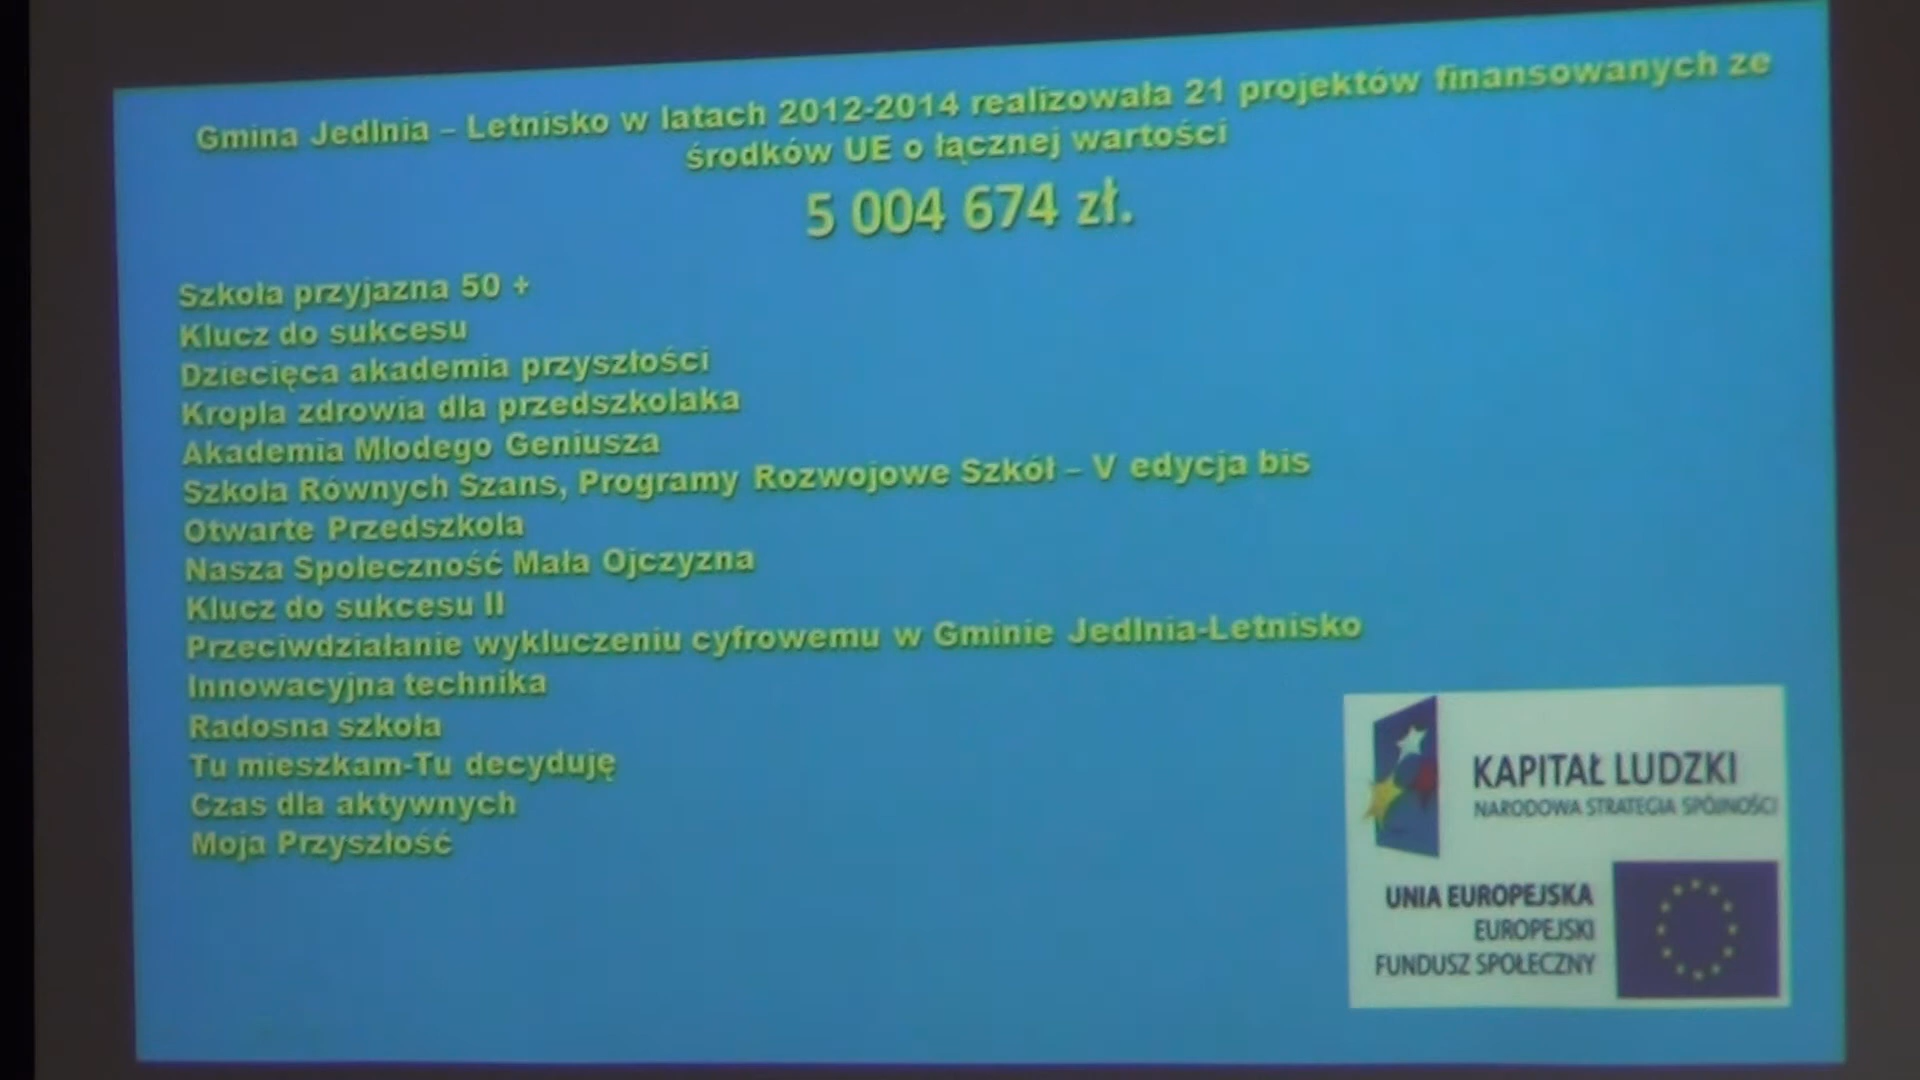 Gmina Jedlnia – Letnisko w latach 2012-2014 realizowała 21 projektów finansowanych ze
środków UE o łącznej wartości
5 004 674 zł.
Szkoła przyjazna 50 +
Klucz do sukcesu
Dziecięca akademia przyszłości
Kropla zdrowia dla przedszkolaka
Akademia Młodego Geniusza
Szkoła Równych Szans, Programy Rozwojowe Szkół – V edycja bis
Otwarte Przedszkola
Nasza Społeczność Mała Ojczyzna
Klucz do sukcesu II
Przeciwdziałanie wykluczeniu cyfrowemu w Gminie Jedlnia-Letnisko
Innowacyjna technika
Radosna szkoła
Tu mieszkam-Tu decyduję
Czas dla aktywnych
Moja Przyszłość
KAPITAŁ LUDZKI
NARODOWA STRATEGIA SPÓJNOŚCI
UNIA EUROPEJSKA
EUROPEJSKI
FUNDUSZ SPOŁECZNY